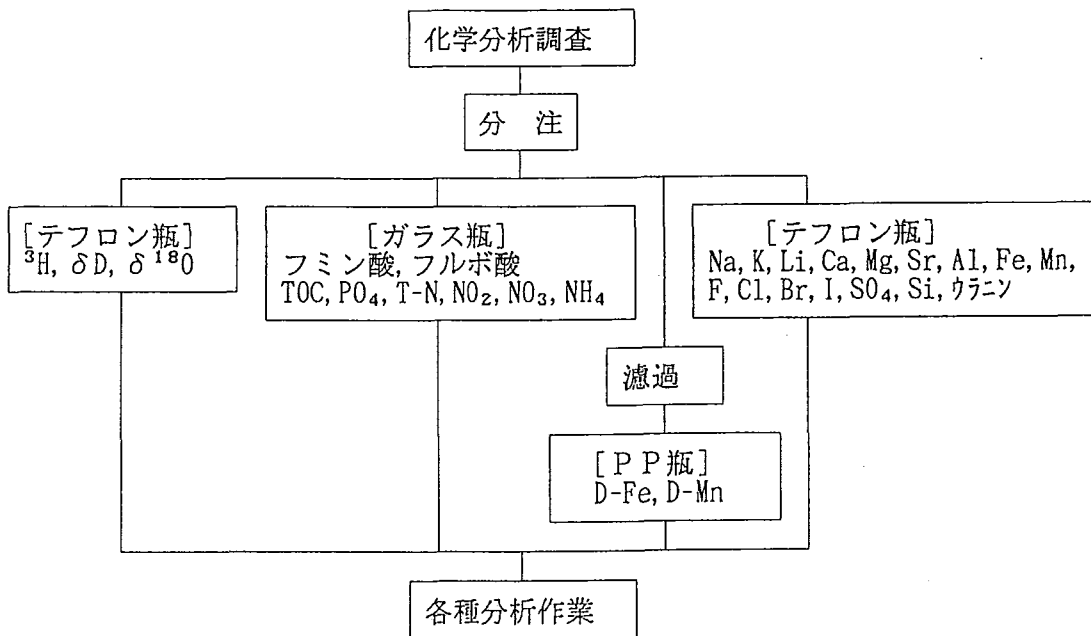 化学分析調査
分 注
[テフロン瓶]
³H, δD, δ¹⁸O
[ガラス瓶]
フミン酸, フルボ酸
TOC, PO₄, T-N, NO₂, NO₃, NH₄
[テフロン瓶]
Na, K, Li, Ca, Mg, Sr, Al, Fe, Mn,
F, Cl, Br, I, SO₄, Si, ウラニン
濾過
[PP瓶]
D-Fe, D-Mn
各種分析作業